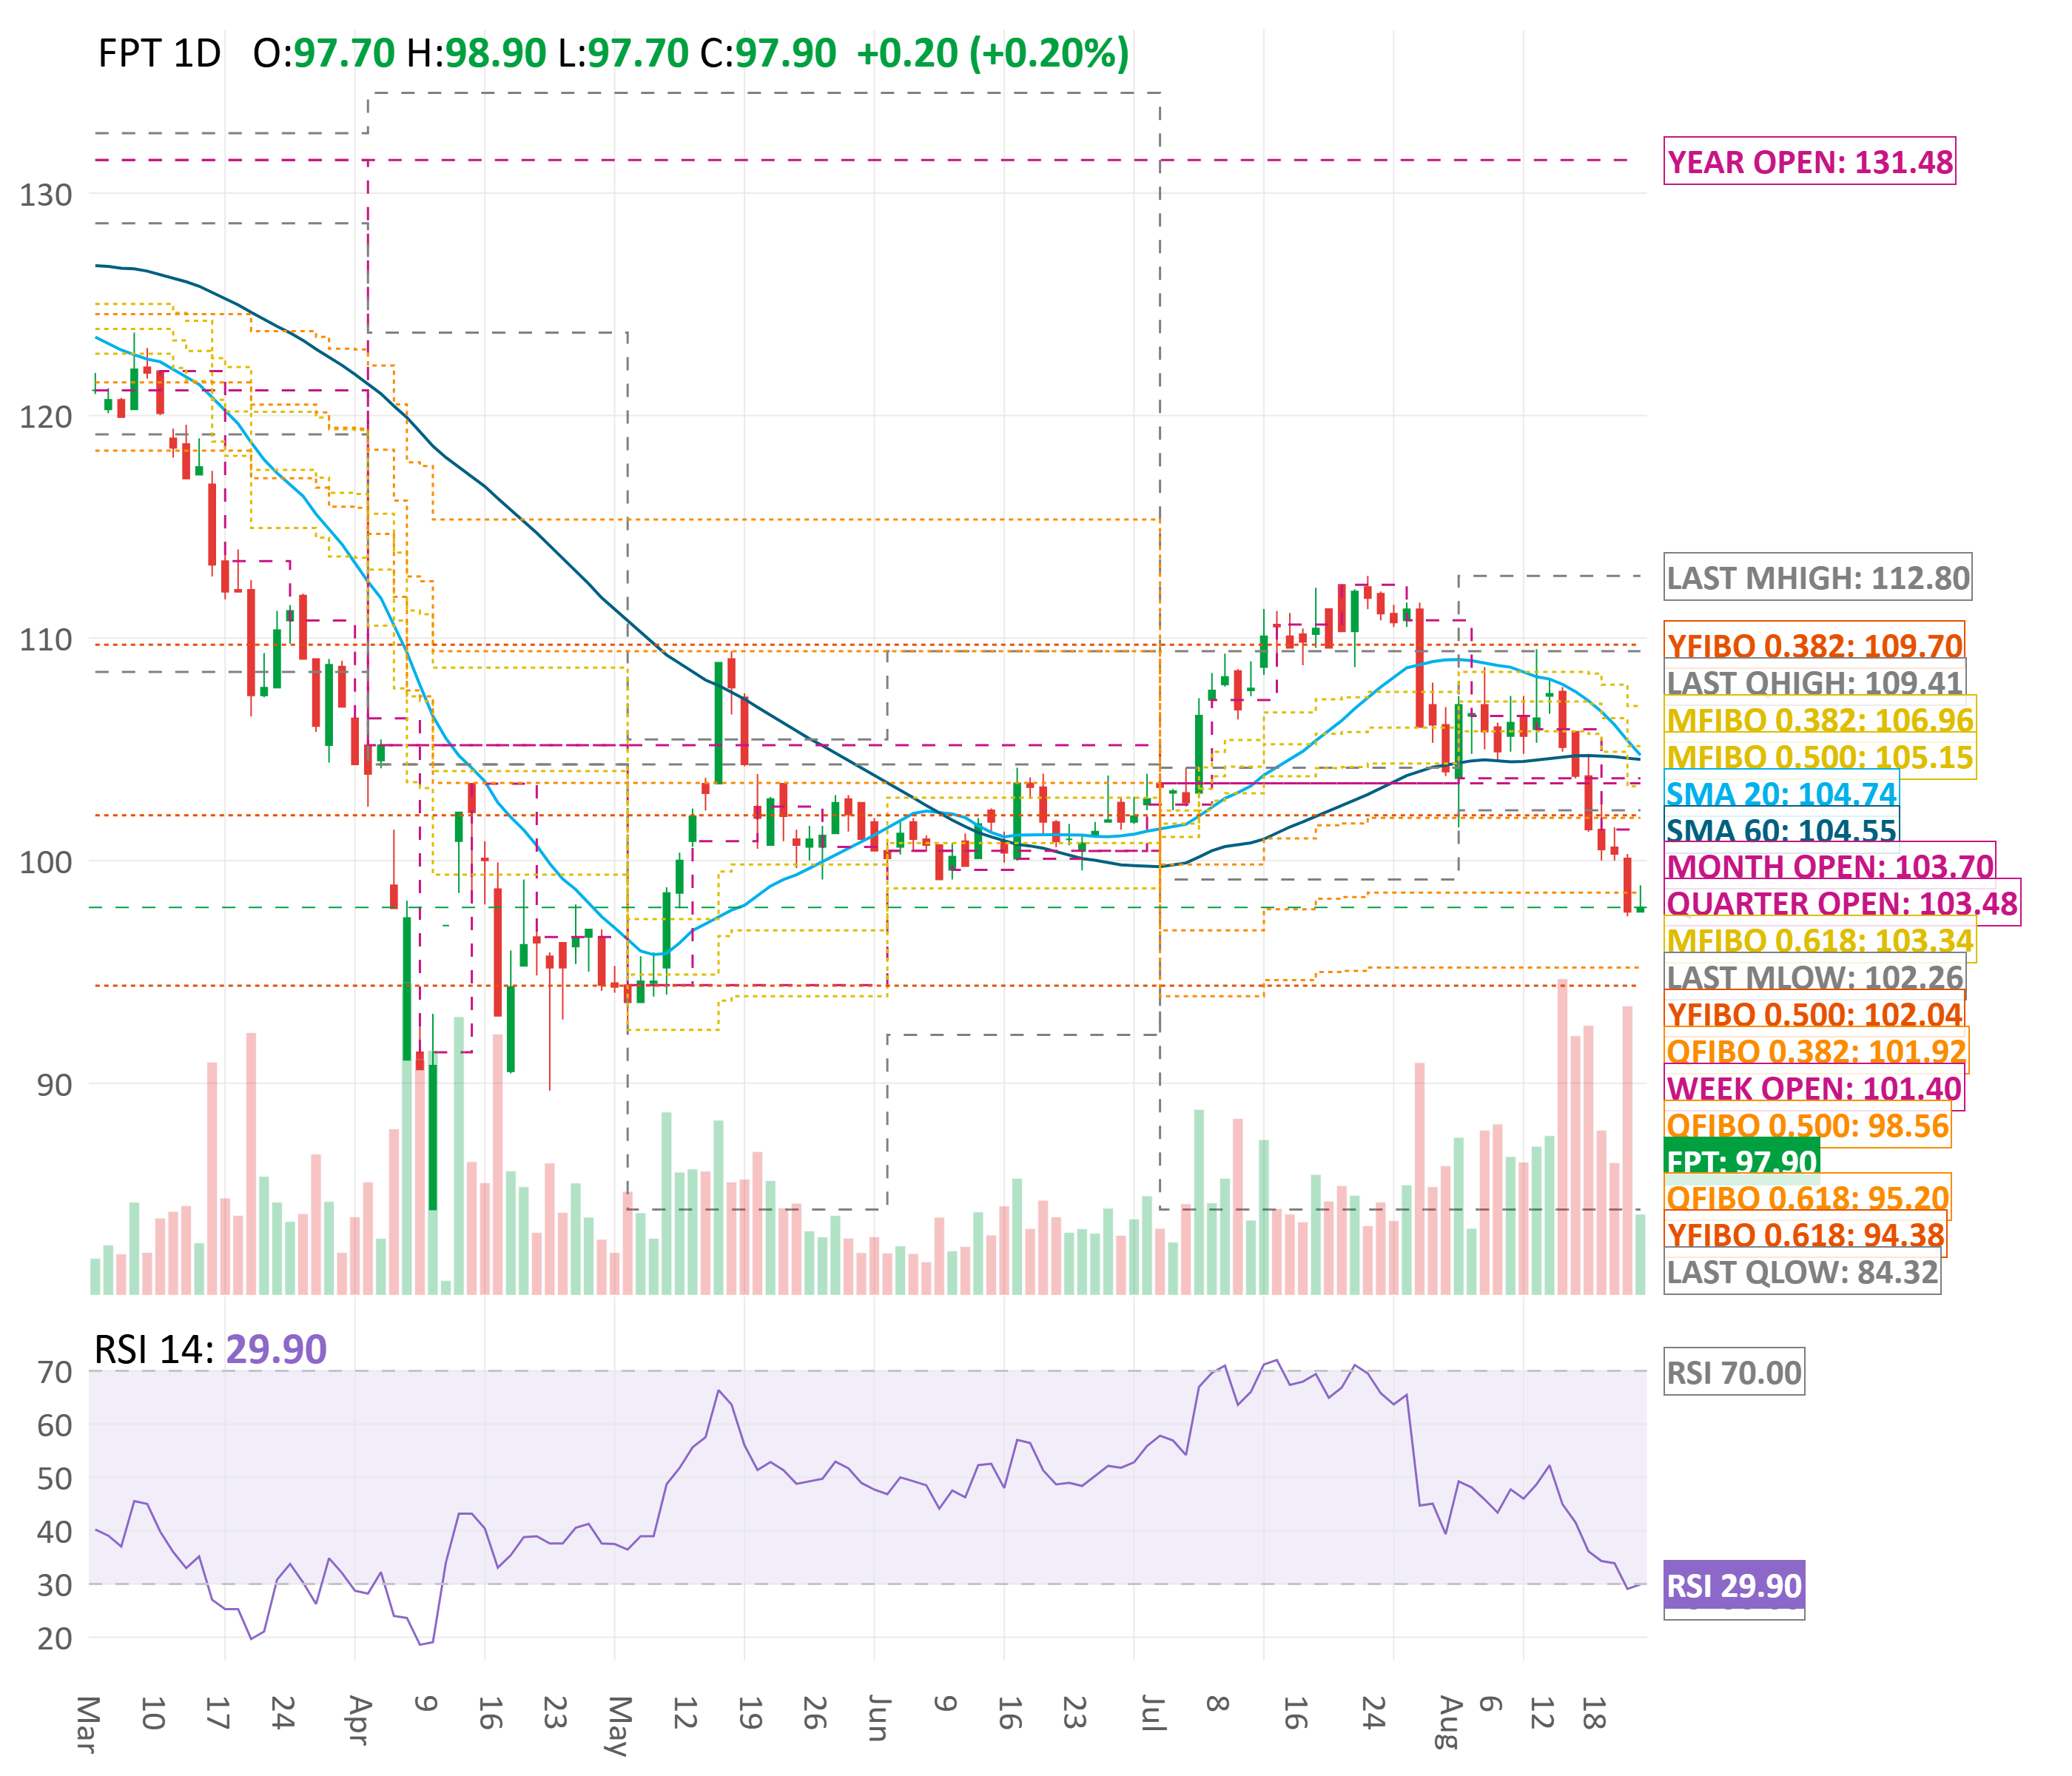 FPT 1D O:97.70 H:98.90 L:97.70 C:97.90 +0.20 (+0.20%)
130
120
110
100
90
YEAR OPEN: 131.48
LAST MHIGH: 112.80
YFIBO 0.382: 109.70
LAST QHIGH: 109.41
MFIBO 0.382: 106.96
MFIBO 0.500: 105.15
SMA 20: 104.74
SMA 60: 104.55
MONTH OPEN: 103.70
QUARTER OPEN: 103.48
MFIBO 0.618: 103.34
LAST MLOW: 102.26
YFIBO 0.500: 102.04
QFIBO 0.382: 101.92
WEEK OPEN: 101.40
QFIBO 0.500: 98.56
FPT: 97.90
QFIBO 0.618: 95.20
YFIBO 0.618: 94.38
LAST QLOW: 84.32
RSI 14: 29.90
70
60
50
40
30
20
RSI 70.00
RSI 29.90
Mar
10
17
24
Apr
9
16
23
May
12
19
26
Jun
9
16
23
Jul
8
16
24
Aug
6
12
18